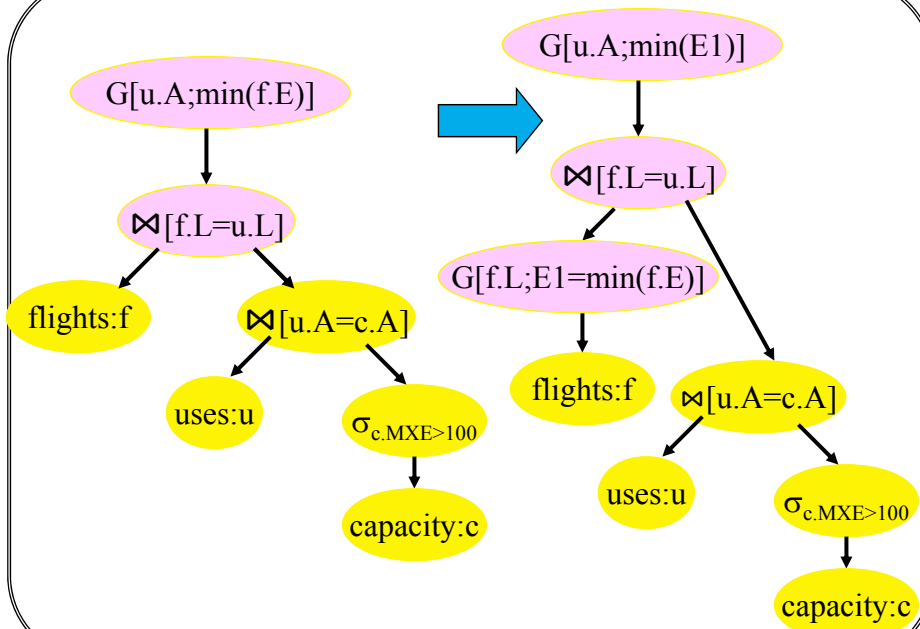 G[u.A;min(f.E)]
⋈[f.L=u.L]
flights:f
⋈[u.A=c.A]
uses:u
σc.MXE>100
capacity:c
G[u.A;min(E1)]
⋈[f.L=u.L]
G[f.L;E1=min(f.E)]
flights:f
⋈[u.A=c.A]
uses:u
σc.MXE>100
capacity:c